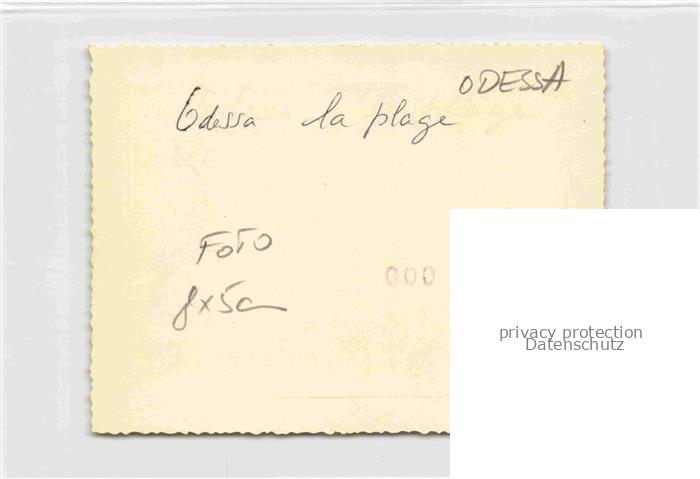 ODESSA
Odessa la plage
FOTO
8x5cm
000
privacy protection
Datenschutz